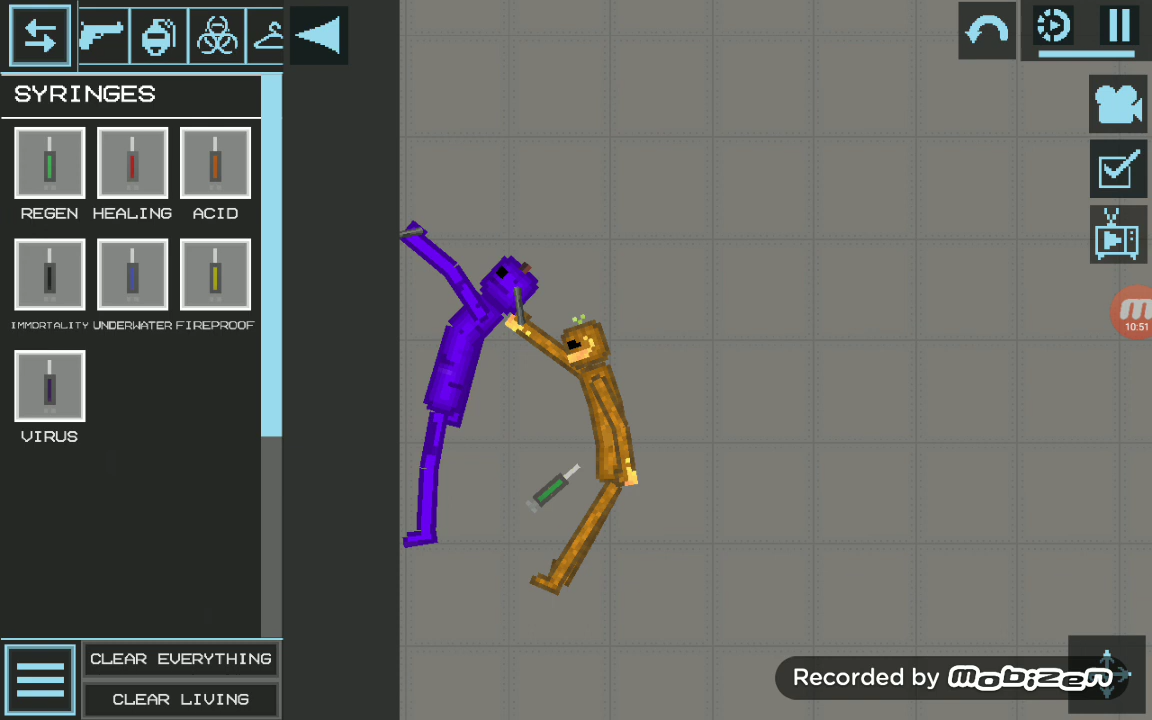 SYRINGES
REGEN HEALING ACID
IMMORTALITY UNDERWATER FIREPROOF
VIRUS
CLEAR EVERYTHING
CLEAR LIVING
10:51
Recorded by Mobizen